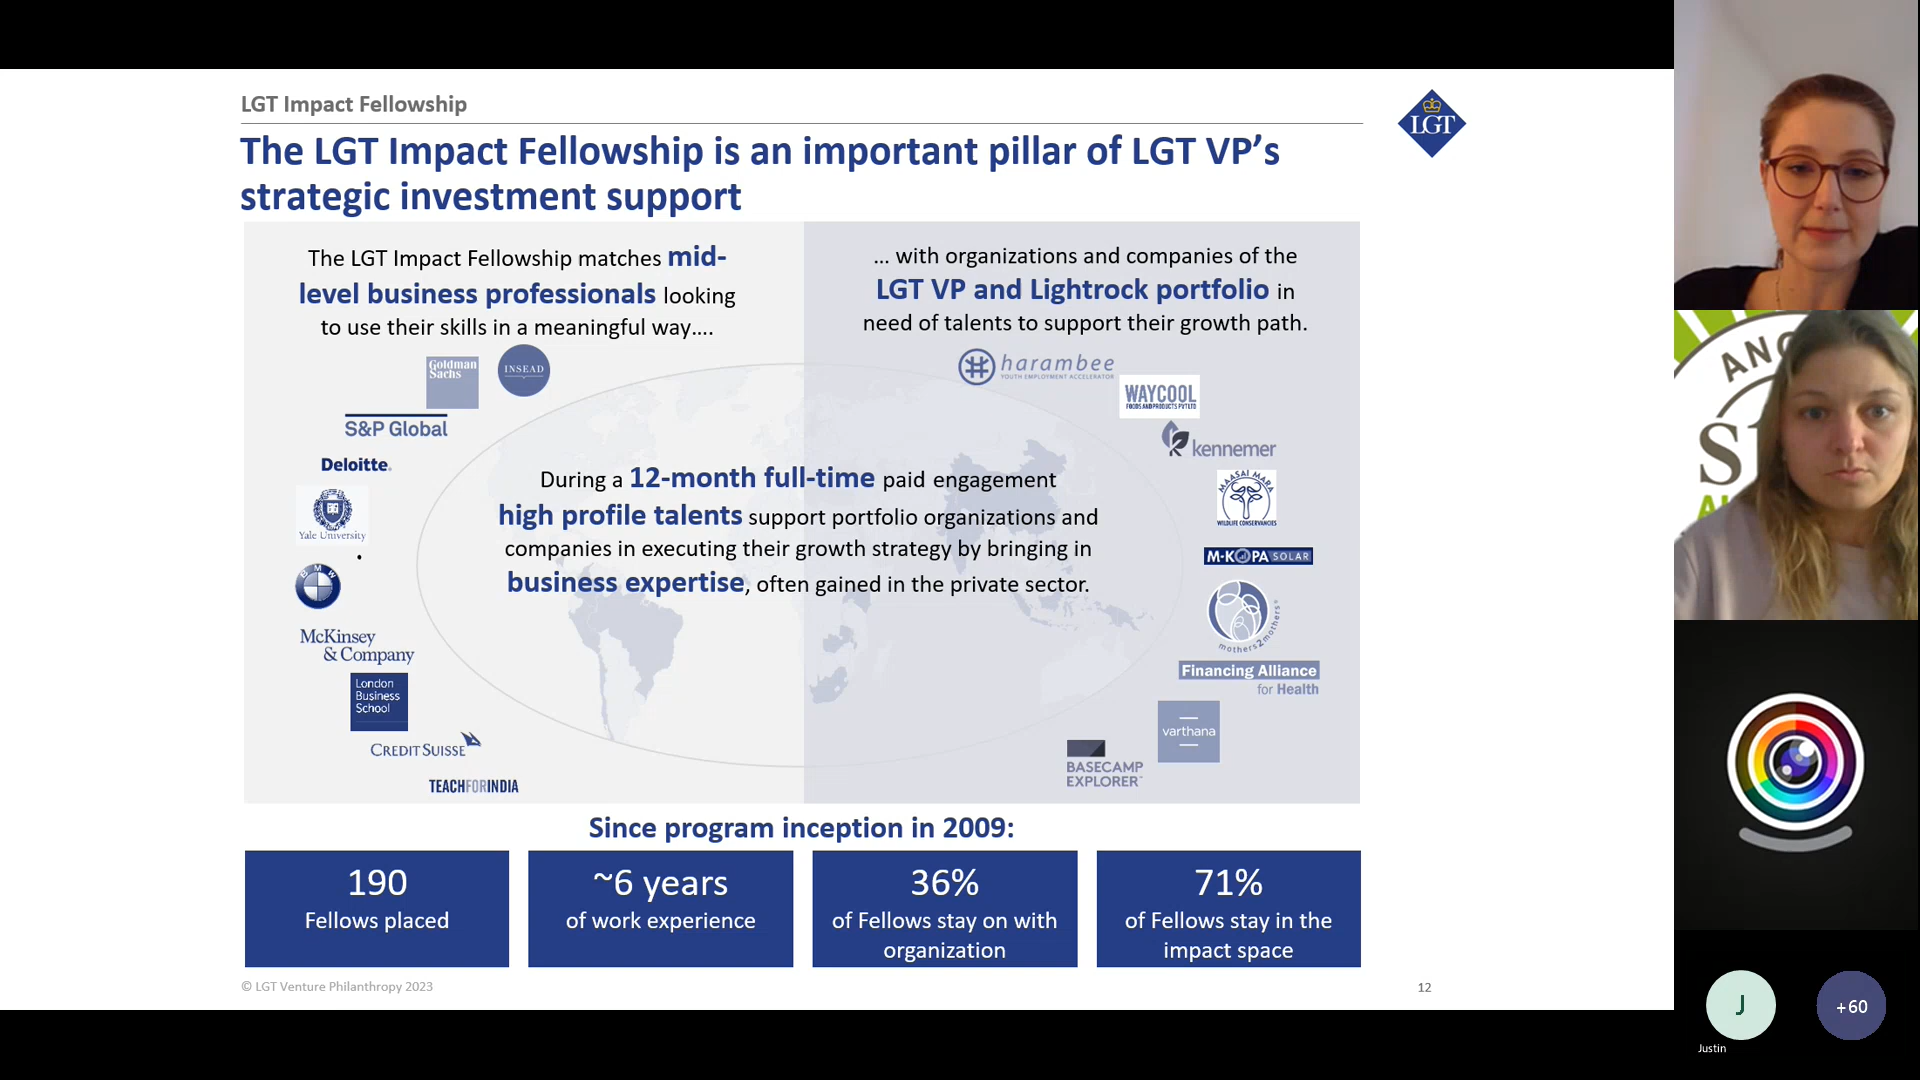 LGT Impact Fellowship
LGT
The LGT Impact Fellowship is an important pillar of LGT VP’s
strategic investment support
The LGT Impact Fellowship matches mid-
level business professionals looking
to use their skills in a meaningful way....
... with organizations and companies of the
LGT VP and Lightrock portfolio in
need of talents to support their growth path.
Goldman
Sachs
INSEAD
S&P Global
Deloitte.
Yale University
BMW
McKinsey
& Company
London
Business
School
CREDIT SUISSE
TEACHFORINDIA
harambee
YOUTH EMPLOYMENT ACCELERATOR
WAYCOOL
FOODS AND PRODUCTS PVT LTD
kennemer
MAASAI MARA
WILDLIFE CONSERVANCIES
M-KOPA SOLAR
mothers2mothers
Financing Alliance
for Health
varthana
BASECAMP
EXPLORER
During a 12-month full-time paid engagement
high profile talents support portfolio organizations and
companies in executing their growth strategy by bringing in
business expertise, often gained in the private sector.
Since program inception in 2009:
190
Fellows placed
~6 years
of work experience
36%
of Fellows stay on with
organization
71%
of Fellows stay in the
impact space
© LGT Venture Philanthropy 2023
12
J
Justin
+60